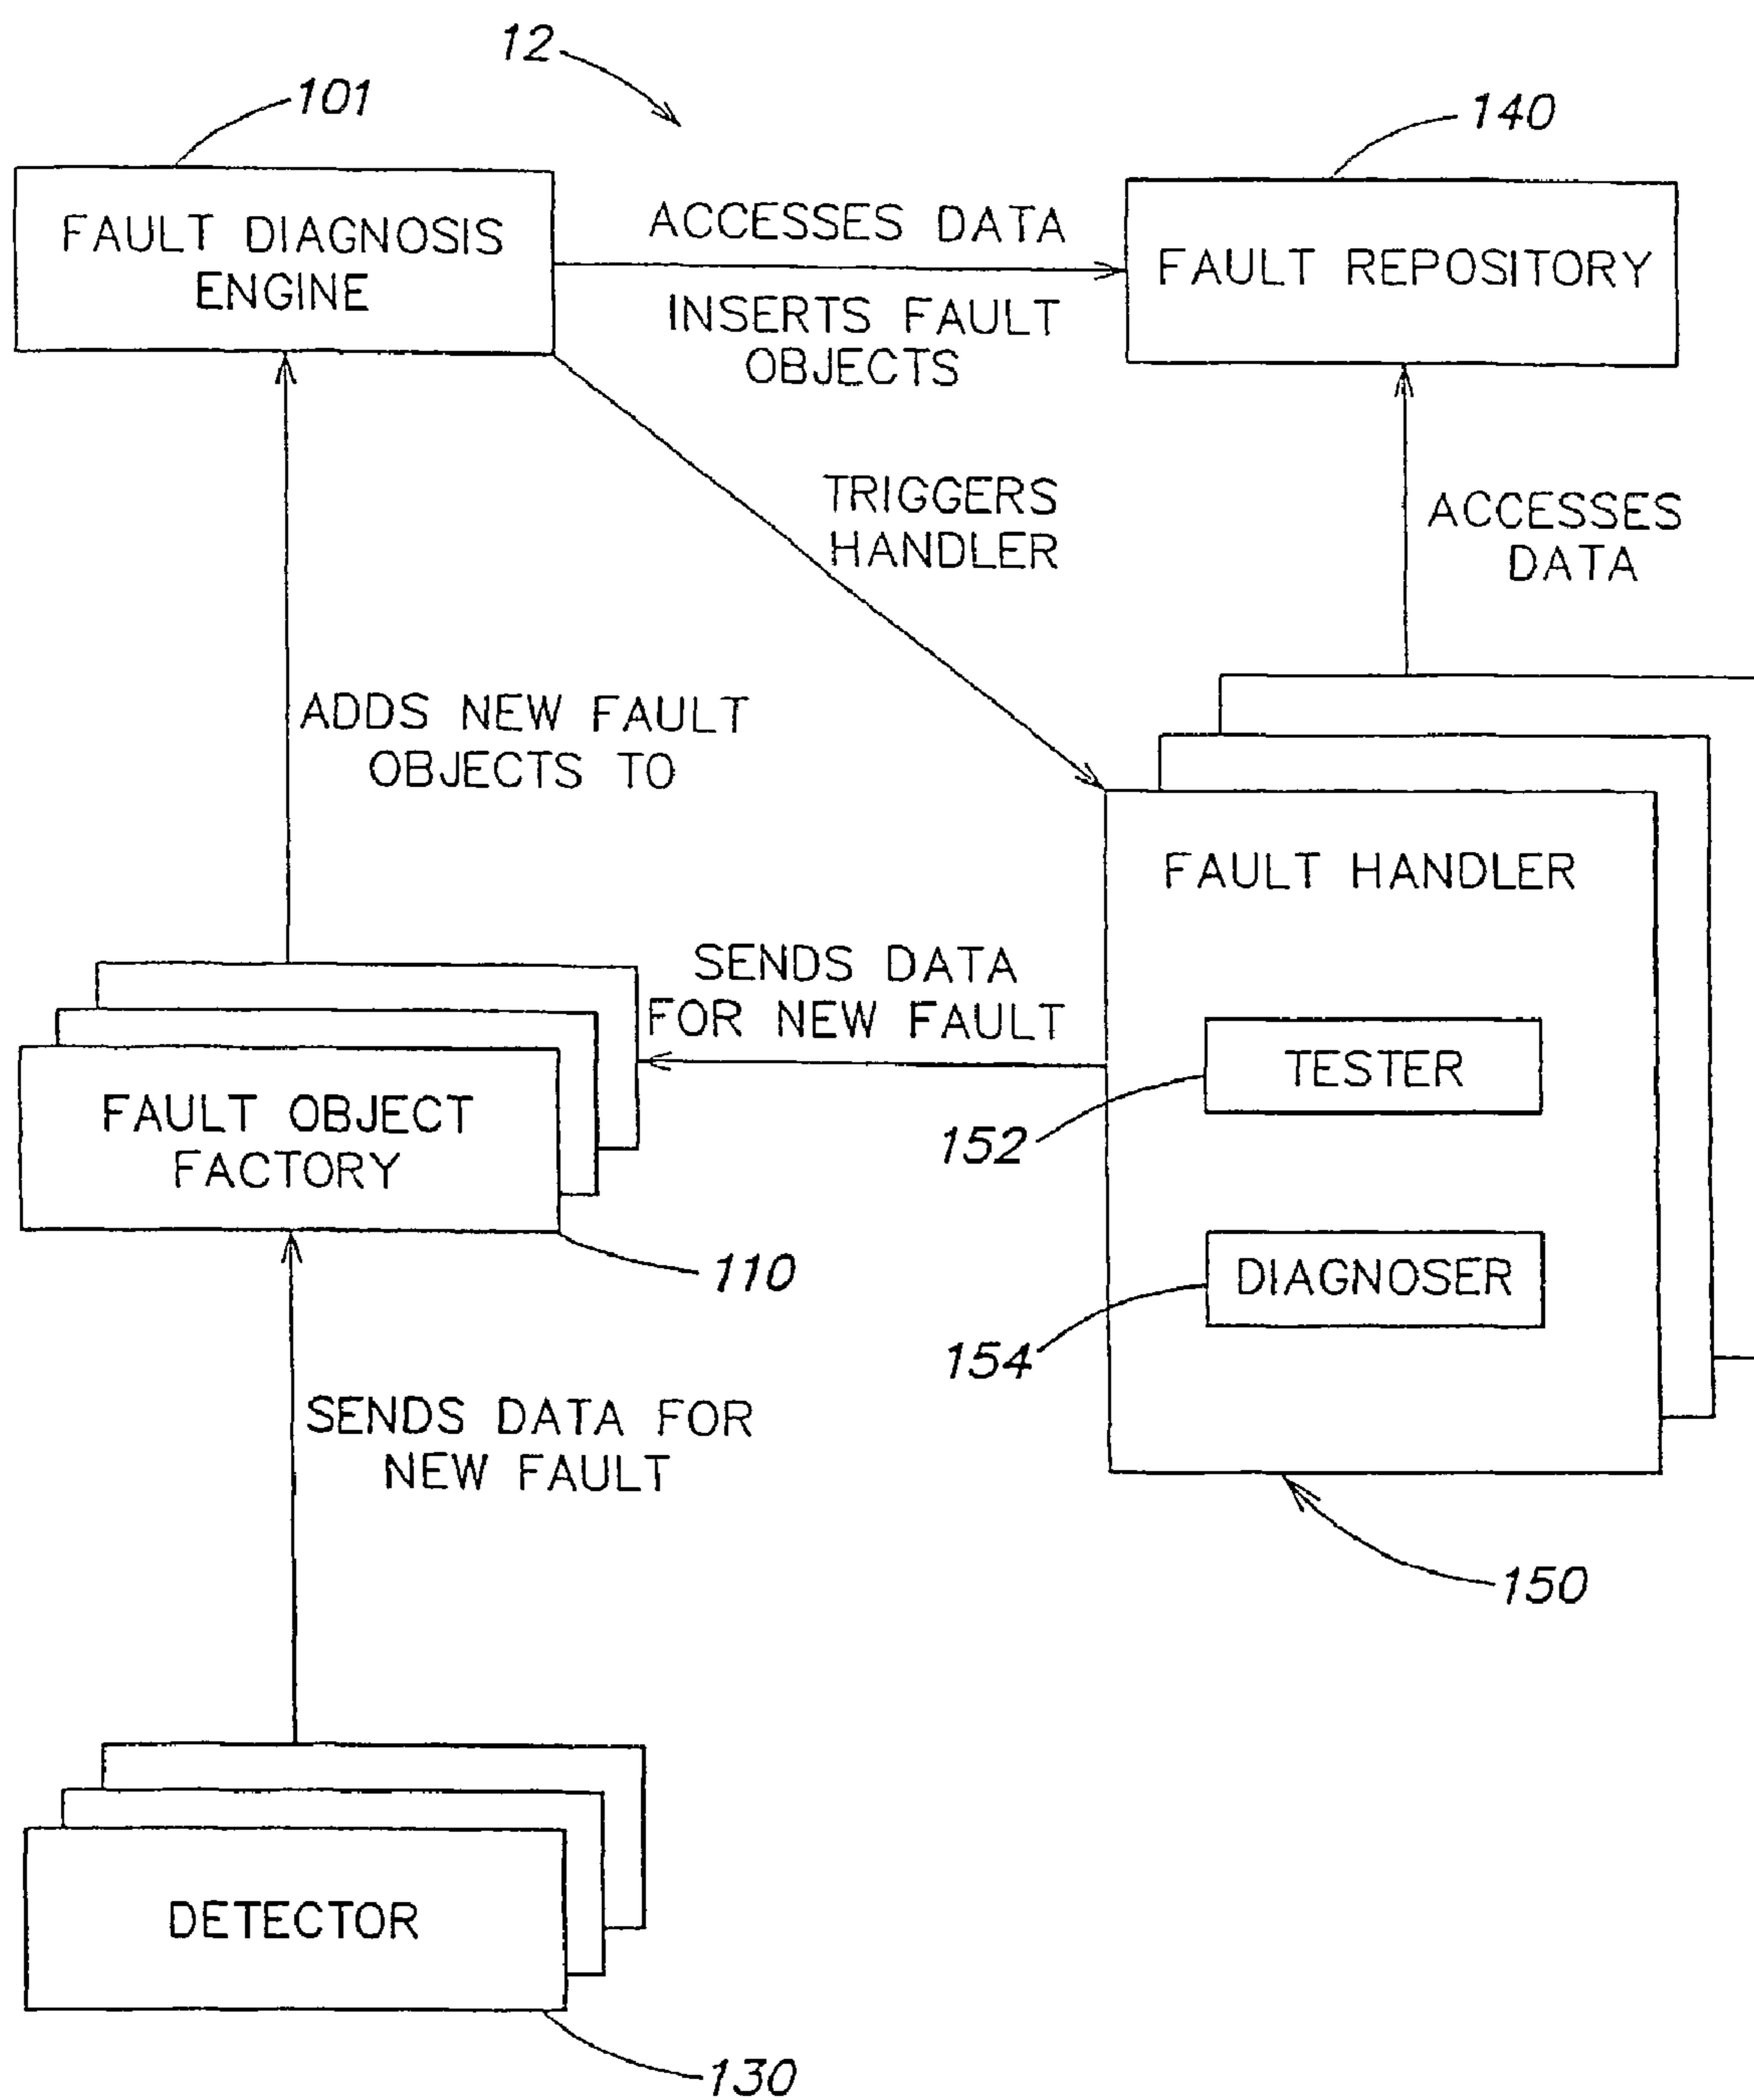 12
101
140
FAULT DIAGNOSIS
ENGINE
ACCESSES DATA
INSERTS FAULT
OBJECTS
FAULT REPOSITORY
TRIGGERS
HANDLER
ACCESSES
DATA
ADDS NEW FAULT
OBJECTS TO
FAULT HANDLER
SENDS DATA
FOR NEW FAULT
TESTER
152
FAULT OBJECT
FACTORY
110
DIAGNOSER
154
SENDS DATA FOR
NEW FAULT
150
DETECTOR
130